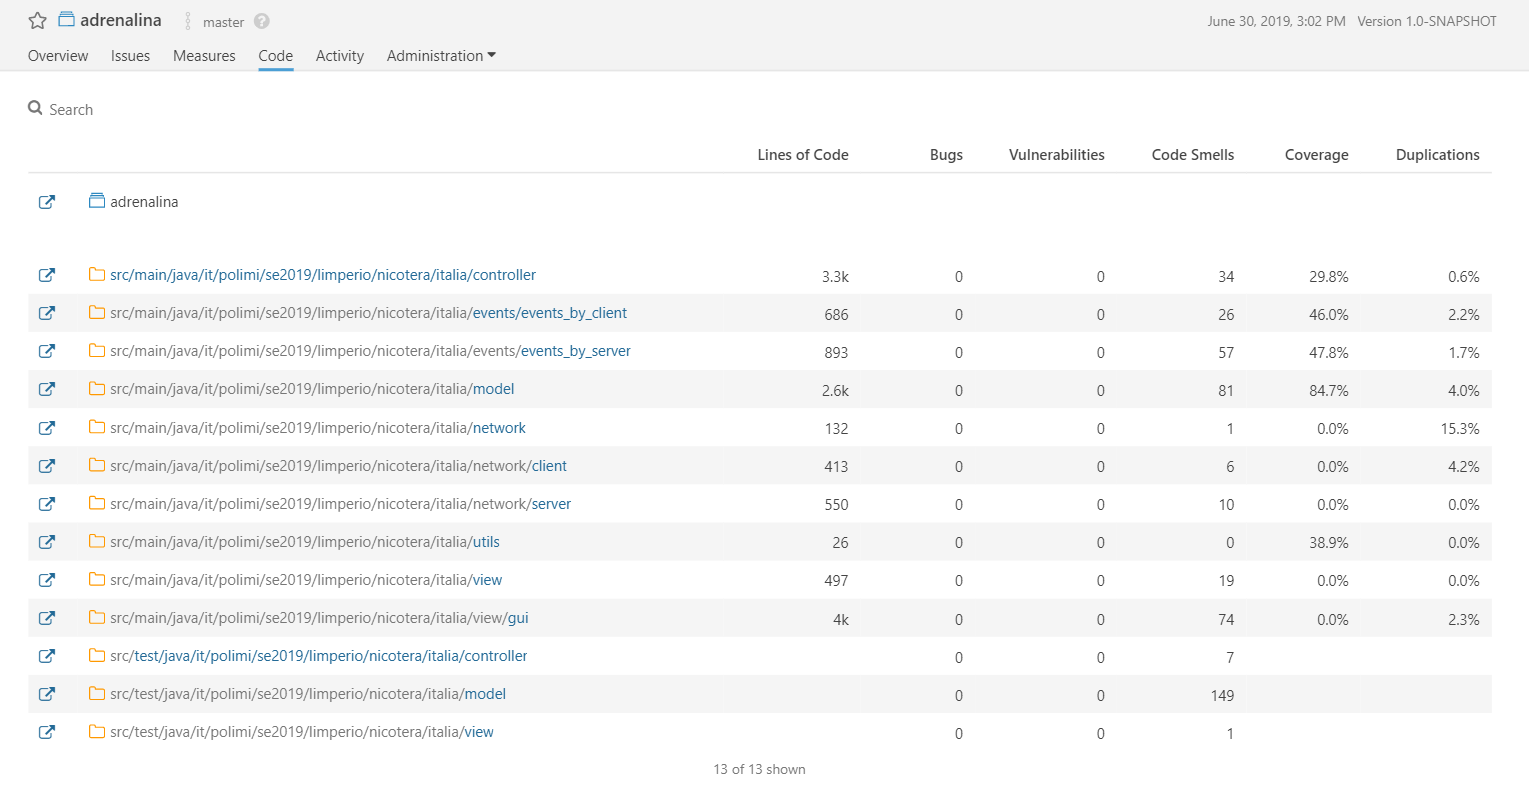 adrenalina master June 30, 2019, 3:02 PM Version 1.0-SNAPSHOT
Overview Issues Measures Code Activity Administration
Search
Lines of Code Bugs Vulnerabilities Code Smells Coverage Duplications
adrenalina
src/main/java/it/polimi/se2019/limperio/nicotera/italia/controller 3.3k 0 0 34 29.8% 0.6%
src/main/java/it/polimi/se2019/limperio/nicotera/italia/events/events_by_client 686 0 0 26 46.0% 2.2%
src/main/java/it/polimi/se2019/limperio/nicotera/italia/events/events_by_server 893 0 0 57 47.8% 1.7%
src/main/java/it/polimi/se2019/limperio/nicotera/italia/model 2.6k 0 0 81 84.7% 4.0%
src/main/java/it/polimi/se2019/limperio/nicotera/italia/network 132 0 0 1 0.0% 15.3%
src/main/java/it/polimi/se2019/limperio/nicotera/italia/network/client 413 0 0 6 0.0% 4.2%
src/main/java/it/polimi/se2019/limperio/nicotera/italia/network/server 550 0 0 10 0.0% 0.0%
src/main/java/it/polimi/se2019/limperio/nicotera/italia/utils 26 0 0 0 38.9% 0.0%
src/main/java/it/polimi/se2019/limperio/nicotera/italia/view 497 0 0 19 0.0% 0.0%
src/main/java/it/polimi/se2019/limperio/nicotera/italia/view/gui 4k 0 0 74 0.0% 2.3%
src/test/java/it/polimi/se2019/limperio/nicotera/italia/controller 0 0 7
src/test/java/it/polimi/se2019/limperio/nicotera/italia/model 0 0 149
src/test/java/it/polimi/se2019/limperio/nicotera/italia/view 0 0 1
13 of 13 shown